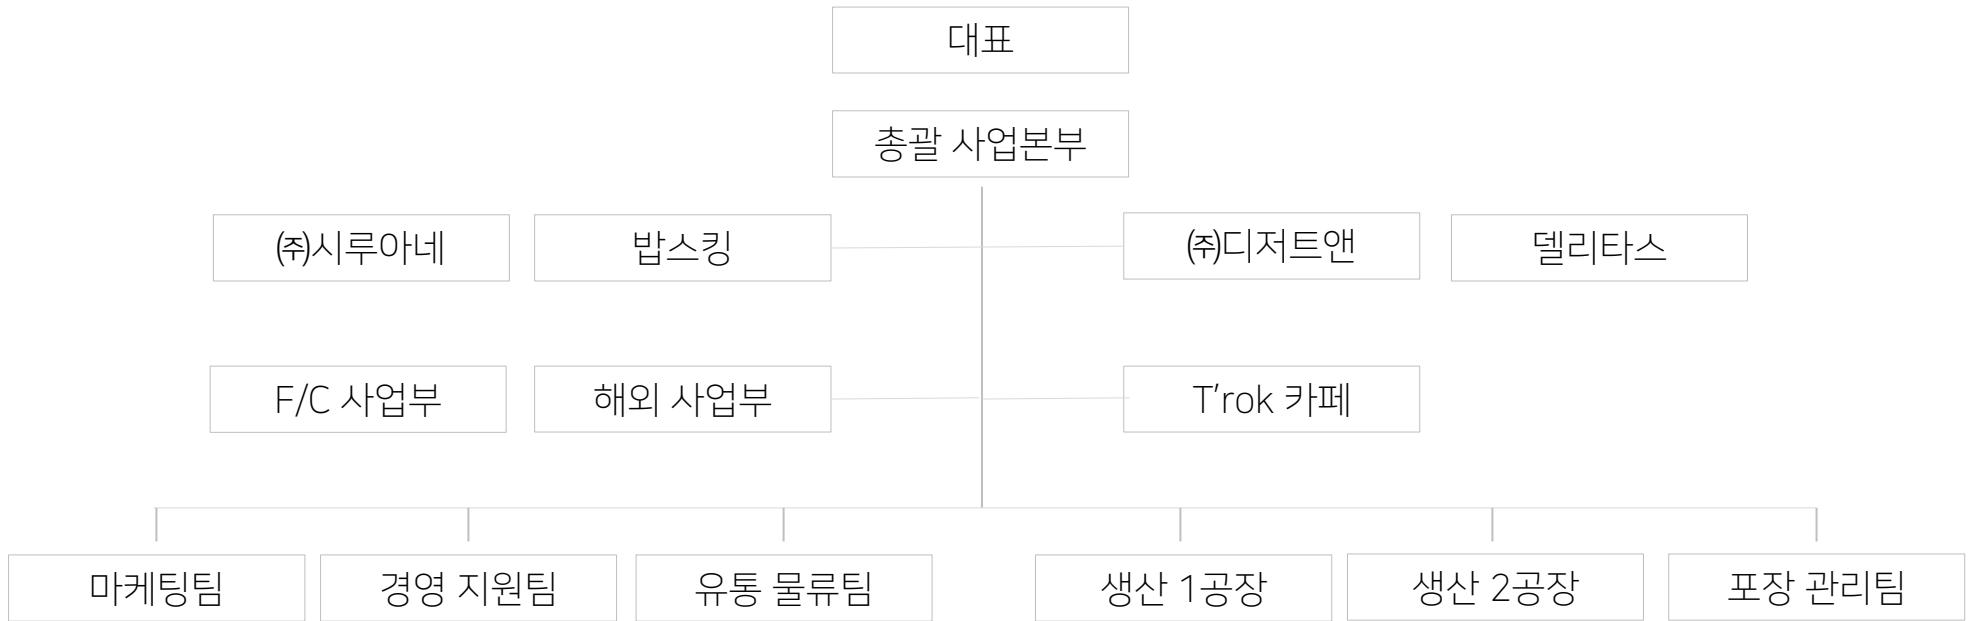 대표
총괄 사업본부
㈜시루아네
밥스킹
㈜디저트앤
델리타스
F/C 사업부
해외 사업부
T'rok 카페
마케팅팀
경영 지원팀
유통 물류팀
생산 1공장
생산 2공장
포장 관리팀